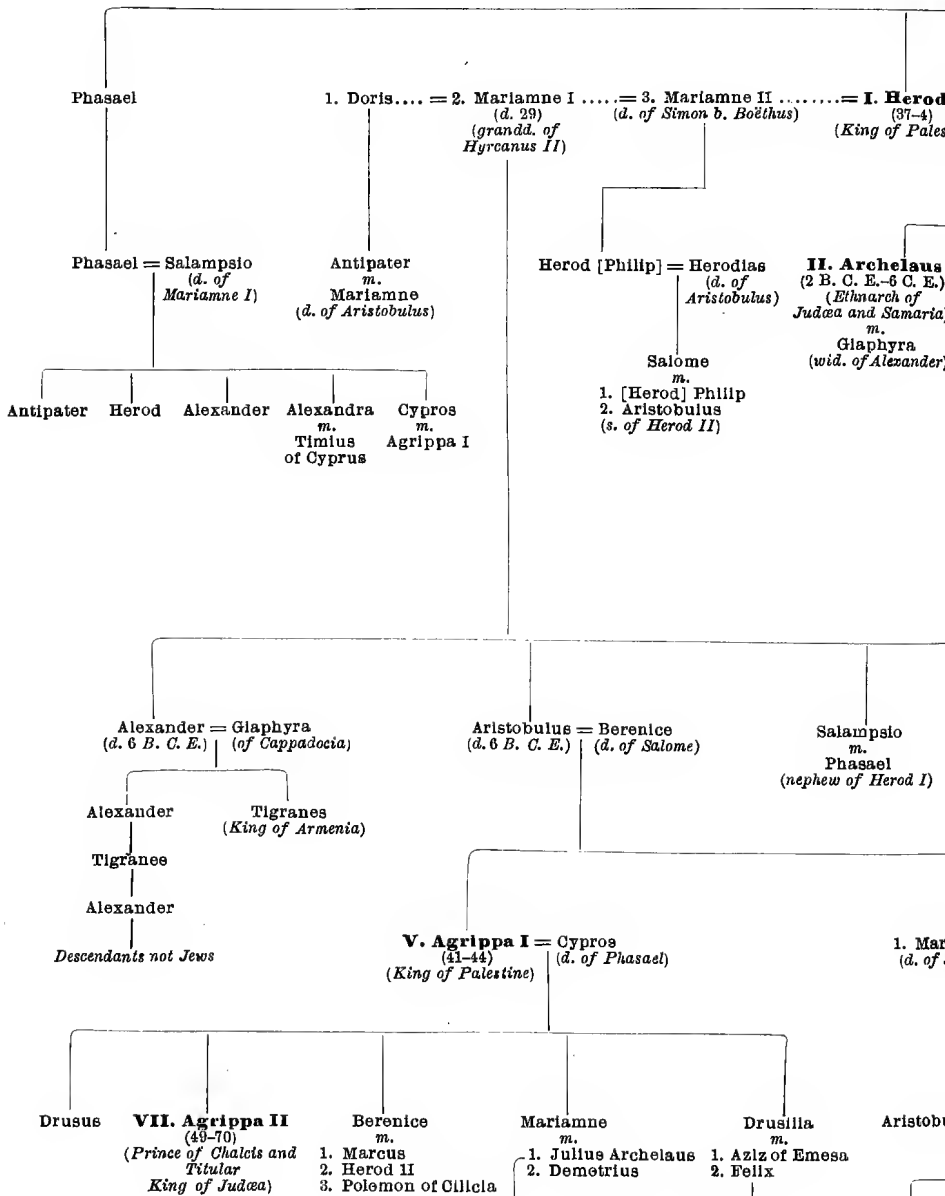 Phasael
1. Doris.... = 2. Mariamne I .....= 3. Mariamne II ........= I. Herod
(d. 29)
(grandd. of
Hyrcanus II)
(d. of Simon b. Boëthus)
(37-4)
(King of Pales
Phasael = Salampsio
(d. of
Mariamne I)
Antipater
m.
Mariamne
(d. of Aristobulus)
Herod [Philip] = Herodias
(d. of
Aristobulus)
II. Archelaus
(2 B. C. E.-6 C. E.)
(Ethnarch of
Judæa and Samaria)
m.
Glaphyra
(wid. of Alexander)
Salome
m.
1. [Herod] Philip
2. Aristobulus
(s. of Herod II)
Antipater
Herod
Alexander
Alexandra
m.
Timius
of Cyprus
Cypros
m.
Agrippa I
Alexander = Glaphyra
(d. 6 B. C. E.) (of Cappadocia)
Aristobulus = Berenice
(d. 6 B. C. E.) (d. of Salome)
Salampsio
m.
Phasael
(nephew of Herod I)
Alexander
Tigranes
(King of Armenia)
Tigranes
Alexander
Descendants not Jews
V. Agrippa I = Cypros
(41-44) (d. of Phasael)
(King of Palestine)
1. Mar
(d. of
Drusus
VII. Agrippa II
(49-70)
(Prince of Chalcis and
Titular
King of Judæa)
Berenice
m.
1. Marcus
2. Herod II
3. Polemon of Cilicia
Mariamne
m.
1. Julius Archelaus
2. Demetrius
Drusilla
m.
1. Aziz of Emesa
2. Felix
Aristobu